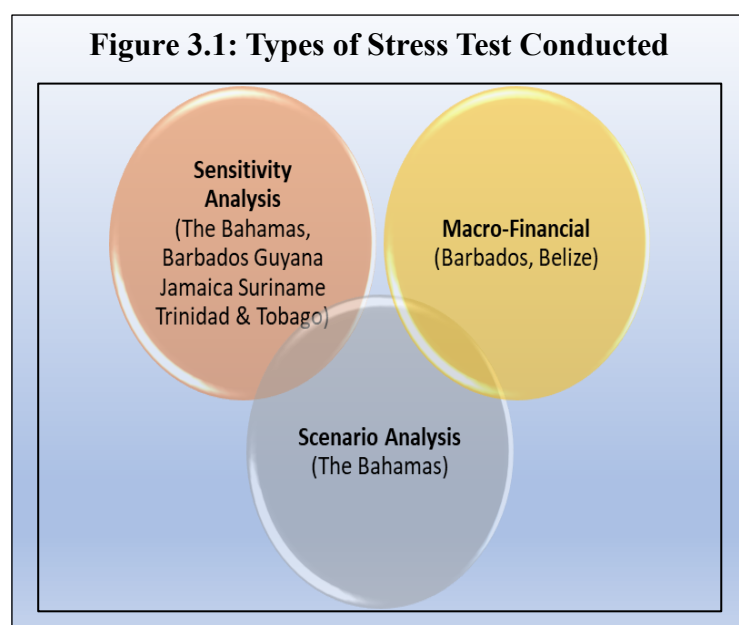 Figure 3.1: Types of Stress Test Conducted
Sensitivity
Analysis
(The Bahamas,
Barbados Guyana
Jamaica Suriname
Trinidad & Tobago)
Macro-Financial
(Barbados, Belize)
Scenario Analysis
(The Bahamas)